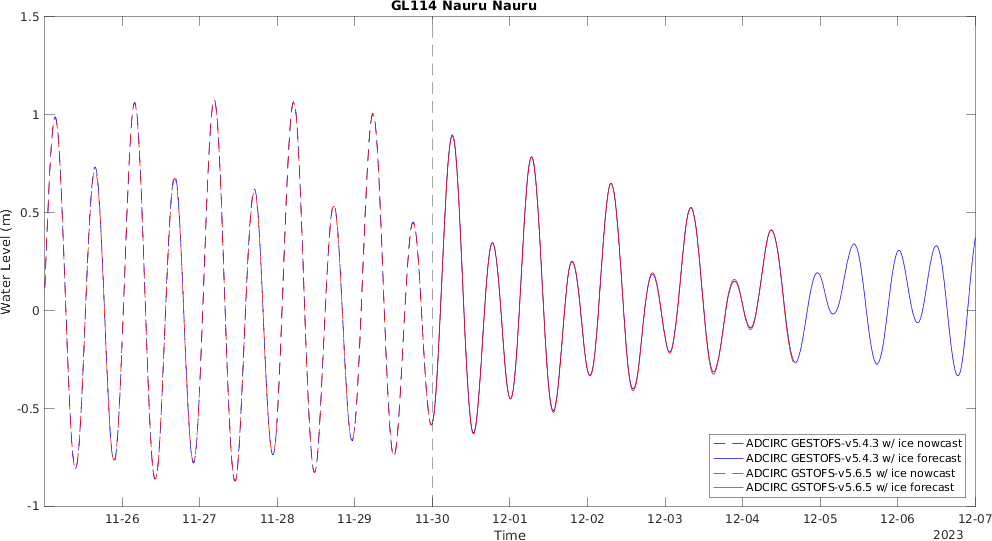 GL114 Nauru Nauru
1.5
1
0.5
0
-0.5
-1
Water Level (m)
11-26
11-27
11-28
11-29
11-30
12-01
12-02
12-03
12-04
12-05
12-06
12-07
Time
2023
ADCIRC GESTOFS-v5.4.3 w/ ice nowcast
ADCIRC GESTOFS-v5.4.3 w/ ice forecast
ADCIRC GSTOFS-v5.6.5 w/ ice nowcast
ADCIRC GSTOFS-v5.6.5 w/ ice forecast